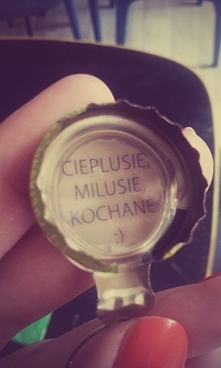 CIEPLUSIE,
MILUSIE,
KOCHANE
:)